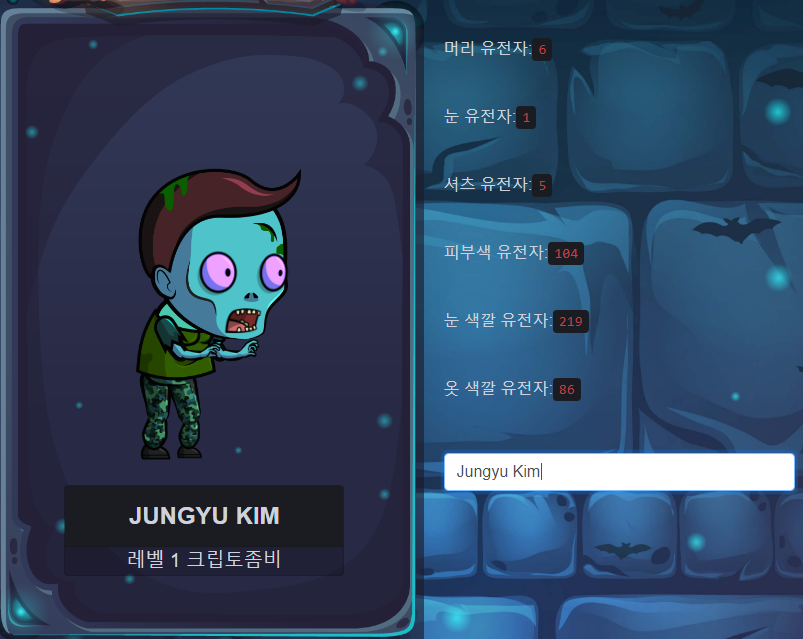 JUNGYU KIM
레벨 1 크립토좀비
머리 유전자: 6
눈 유전자: 1
셔츠 유전자: 5
피부색 유전자: 104
눈 색깔 유전자: 219
옷 색깔 유전자: 86
Jungyu Kim